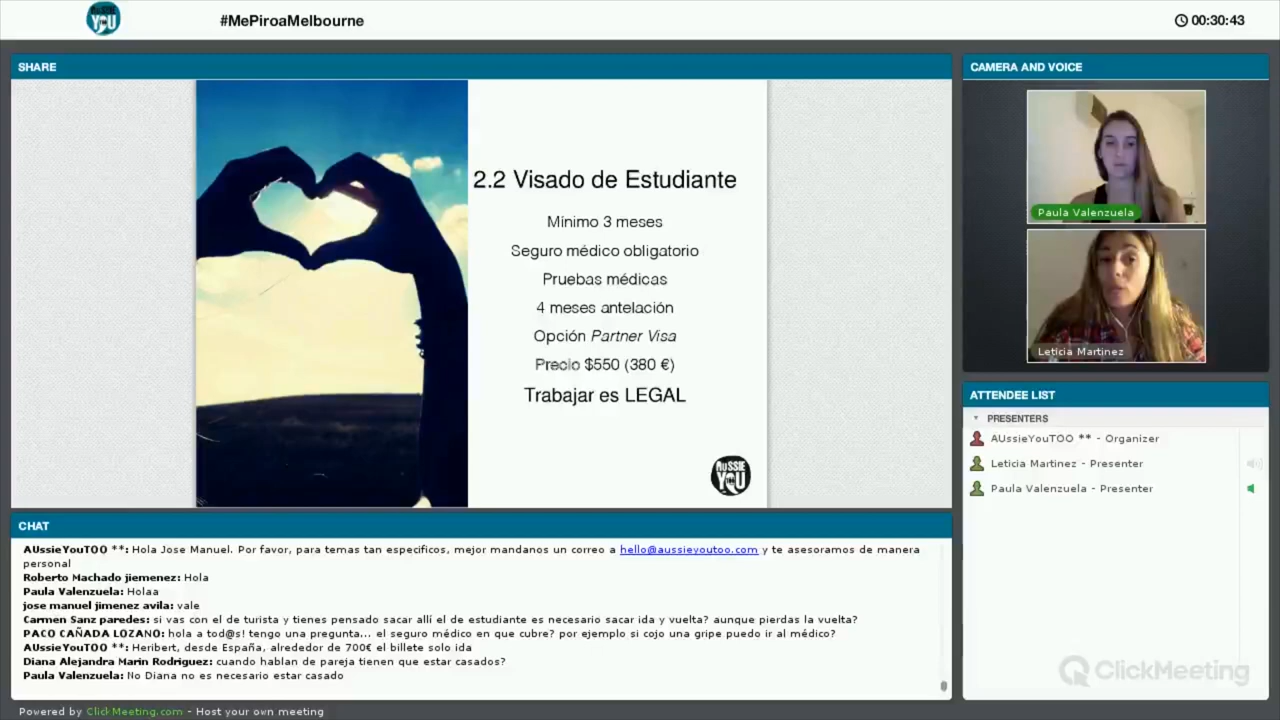 AUSSIE
YOU
#MePiroaMelbourne
00:30:43
SHARE
2.2 Visado de Estudiante
Mínimo 3 meses
Seguro médico obligatorio
Pruebas médicas
4 meses antelación
Opción Partner Visa
Precio $550 (380 €)
Trabajar es LEGAL
AUSSIE
YOU
CAMERA AND VOICE
Paula Valenzuela
Leticia Martinez
ATTENDEE LIST
PRESENTERS
AUssieYouTOO ** - Organizer
Leticia Martinez - Presenter
Paula Valenzuela - Presenter
CHAT
AUssieYouTOO **: Hola Jose Manuel. Por favor, para temas tan especificos, mejor mandanos un correo a hello@aussieyoutoo.com y te asesoramos de manera
personal
Roberto Machado jiemenez: Hola
Paula Valenzuela: Holaa
jose manuel jimenez avila: vale
Carmen Sanz paredes: si vas con el de turista y tienes pensado sacar allí el de estudiante es necesario sacar ida y vuelta? aunque pierdas la vuelta?
PACO CAÑADA LOZANO: hola a tod@s! tengo una pregunta... el seguro médico en que cubre? por ejemplo si cojo una gripe puedo ir al médico?
AUssieYouTOO **: Heribert, desde España, alrededor de 700€ el billete solo ida
Diana Alejandra Marin Rodriguez: cuando hablan de pareja tienen que estar casados?
Paula Valenzuela: No Diana no es necesario estar casado
ClickMeeting
Powered by ClickMeeting.com - Host your own meeting